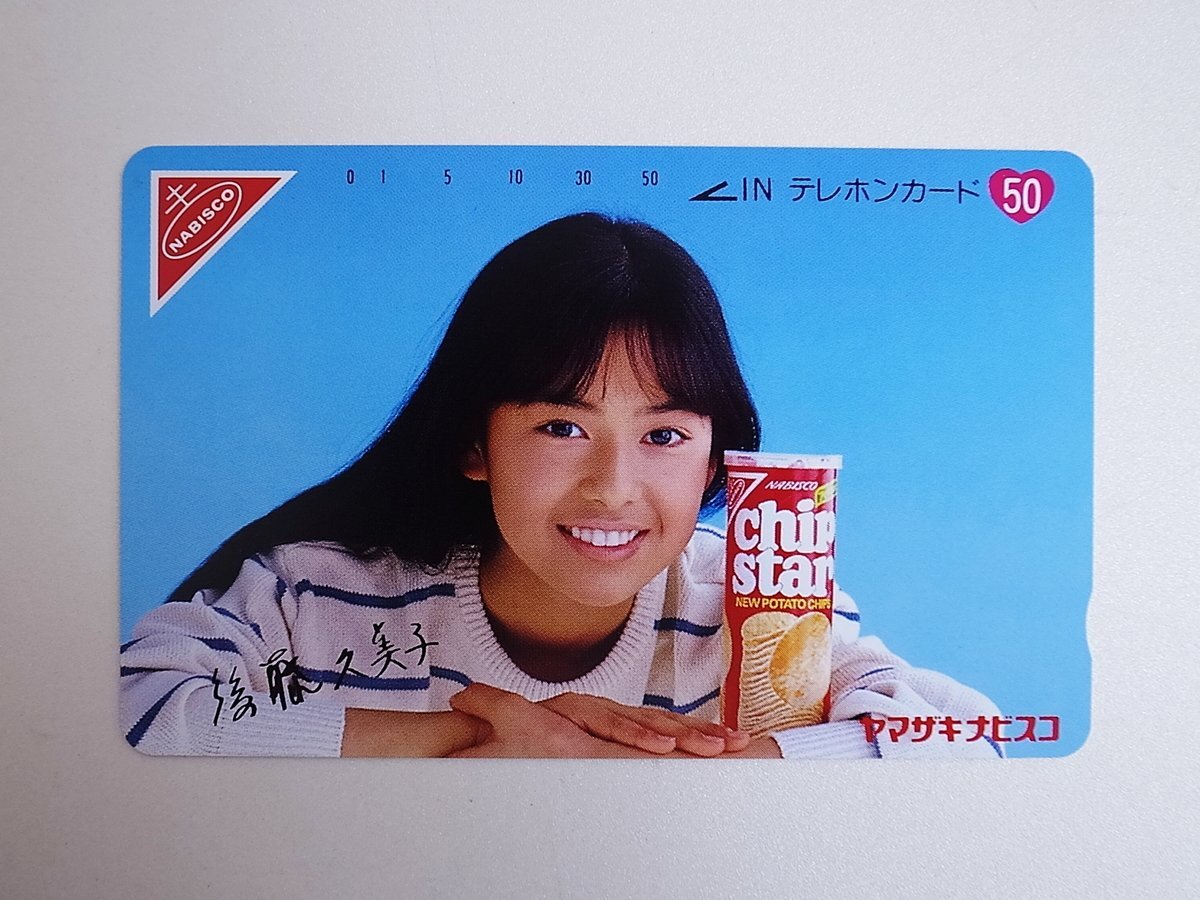 NABISCO
0 1 5 10 30 50
IN テレホンカード 50
NABISCO
chip
star
NEW POTATO CHIPS
後藤久美子
ヤマザキナビスコ